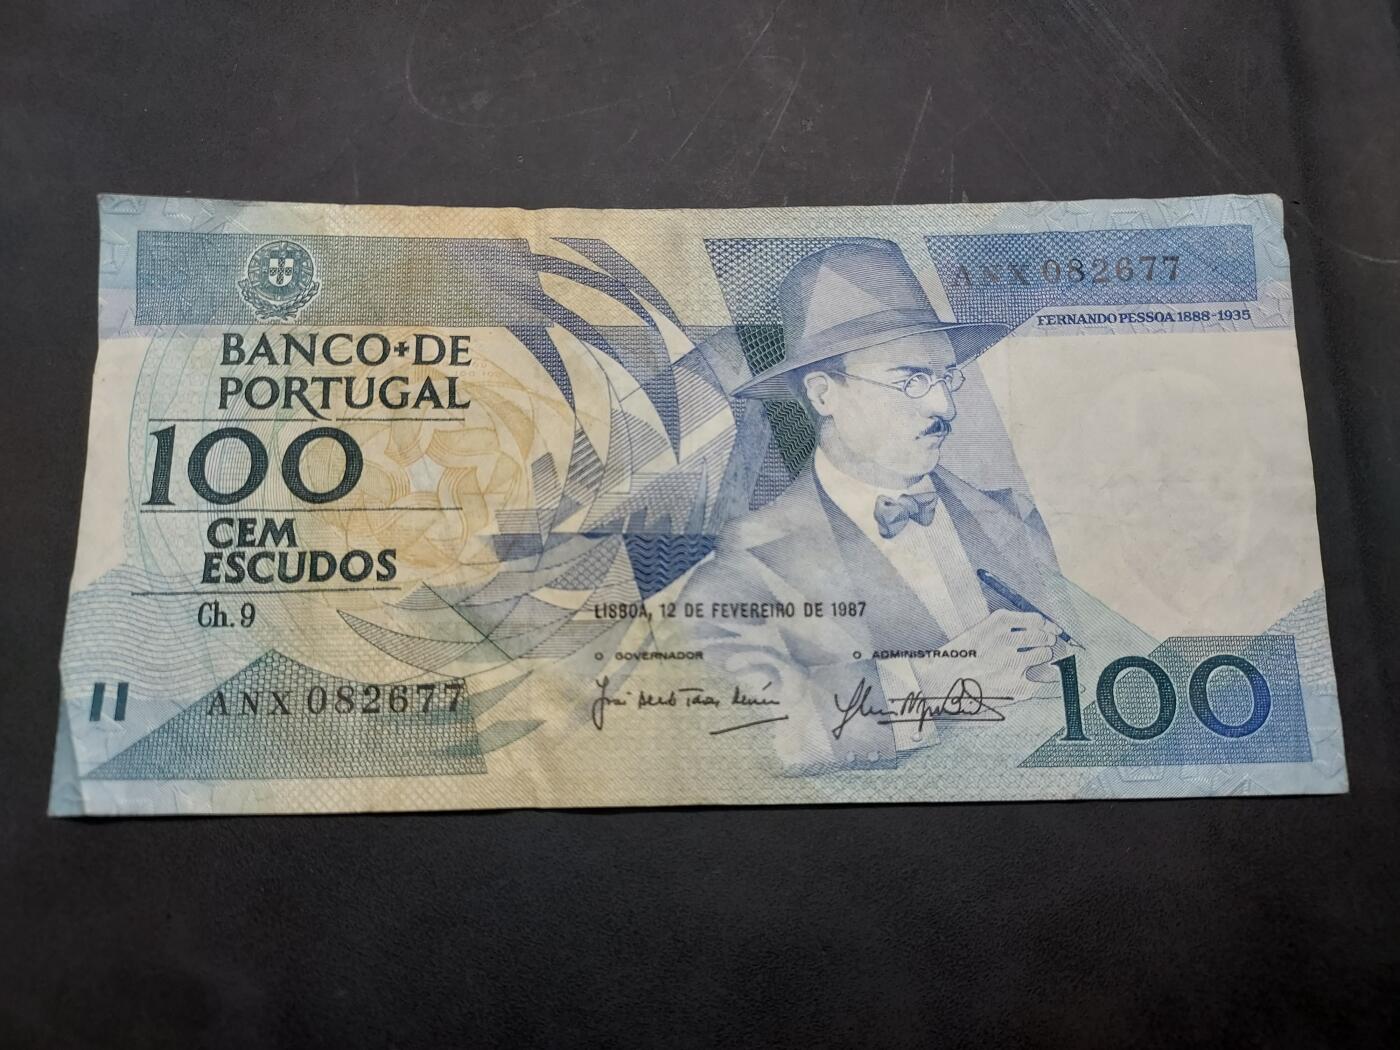 ANX 082677
FERNANDO PESSOA 1888-1935
BANCO DE
PORTUGAL
100
CEM
ESCUDOS
Ch. 9
LISBOA, 12 DE FEVEREIRO DE 1987
O GOVERNADOR
O ADMINISTRADOR
ANX 082677
100